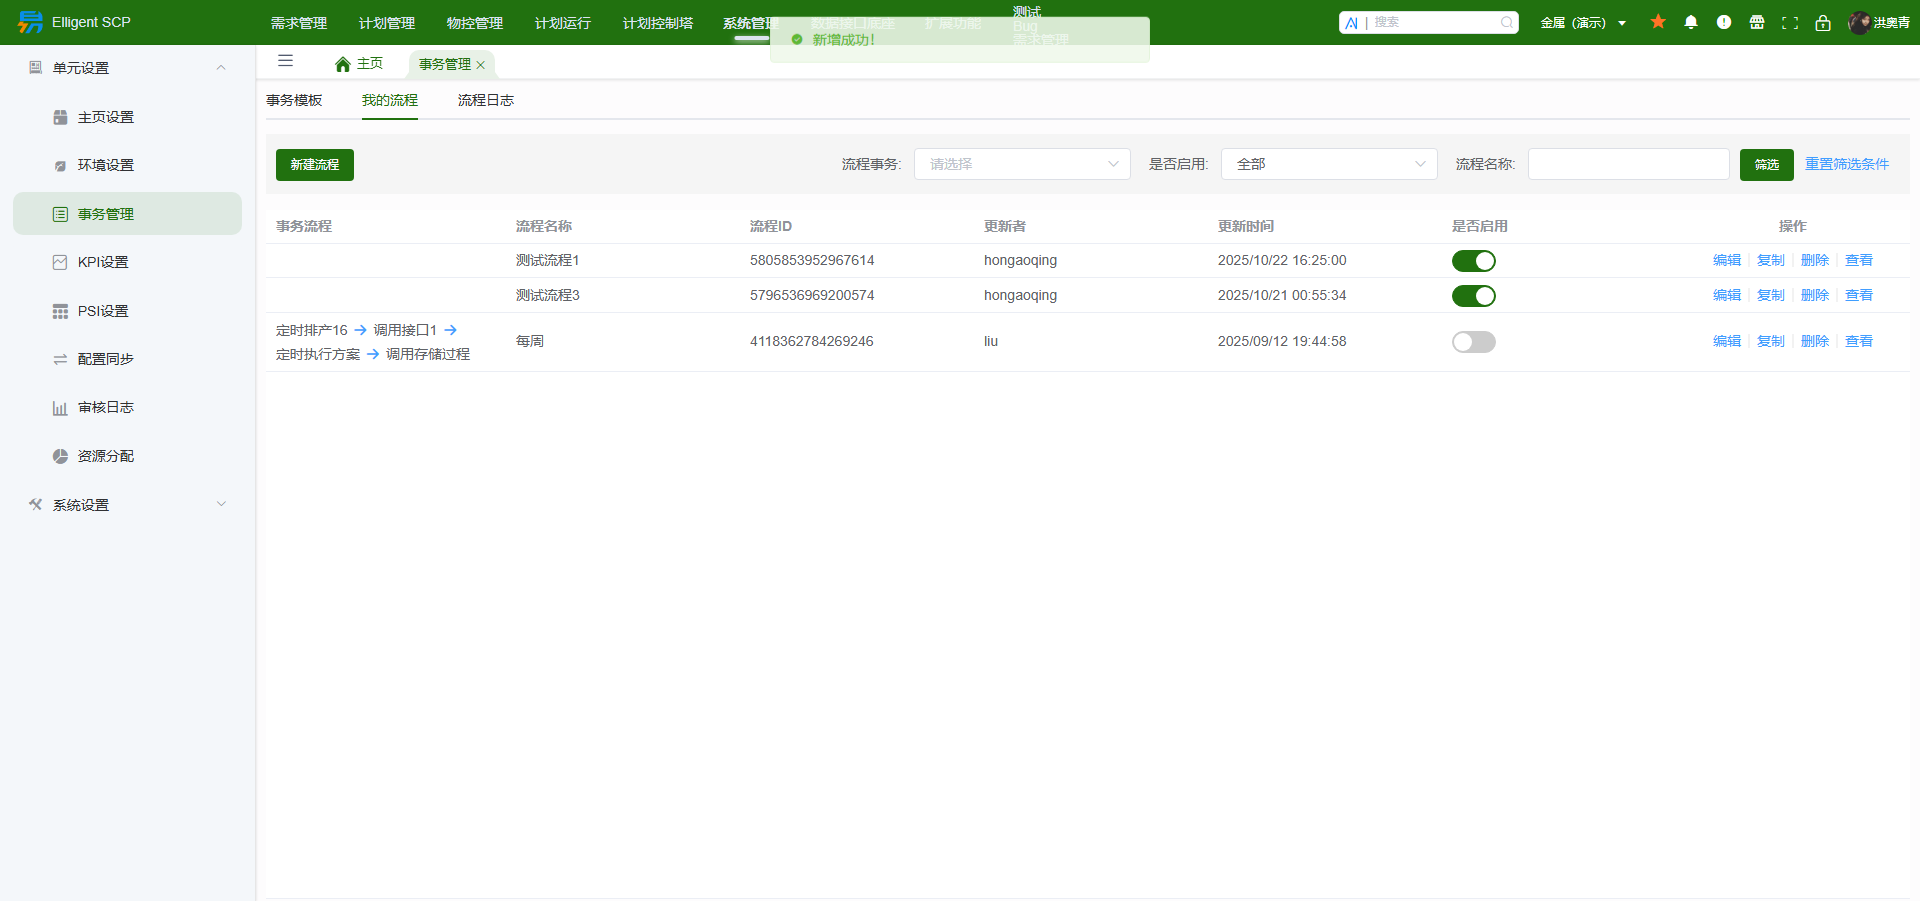 Elligent SCP
需求管理 计划管理 物控管理 计划运行 计划控制塔 系统管理 数据接口底座 扩展功能 测试
Bug
需求管理
新增成功!
AI | 搜索
金属（演示）
洪奥青
单元设置
主页设置
环境设置
事务管理
KPI设置
PSI设置
配置同步
审核日志
资源分配
系统设置
主页 事务管理
事务模板 我的流程 流程日志
新建流程 流程事务: 请选择 是否启用: 全部 流程名称: 筛选 重置筛选条件
事务流程 流程名称 流程ID 更新者 更新时间 是否启用 操作
测试流程1 5805853952967614 hongaoqing 2025/10/22 16:25:00 编辑 复制 删除 查看
测试流程3 5796536969200574 hongaoqing 2025/10/21 00:55:34 编辑 复制 删除 查看
定时排产16 → 调用接口1 →
定时执行方案 → 调用存储过程
每周 4118362784269246 liu 2025/09/12 19:44:58 编辑 复制 删除 查看